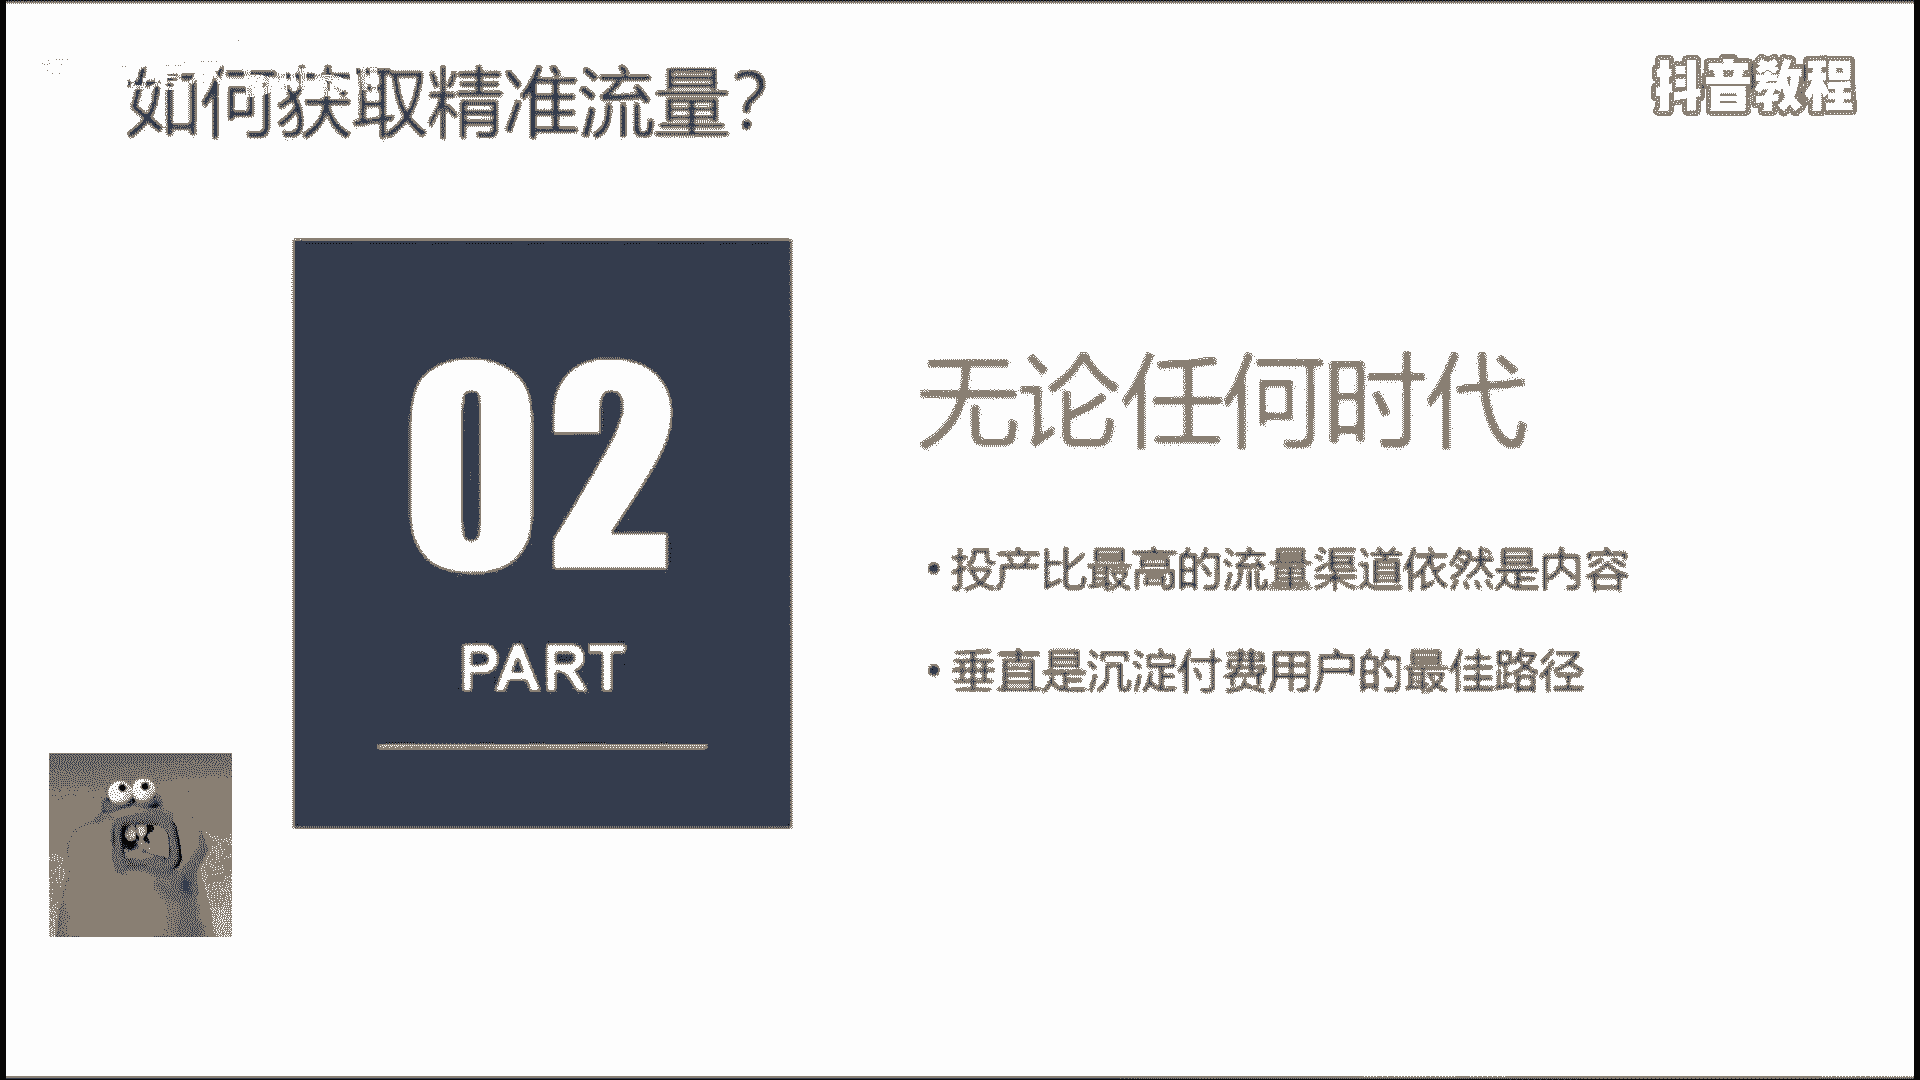 如何获取精准流量?
抖音教程
02
PART
无论任何时代
•投产比最高的流量渠道依然是内容
•垂直是沉淀付费用户的最佳路径